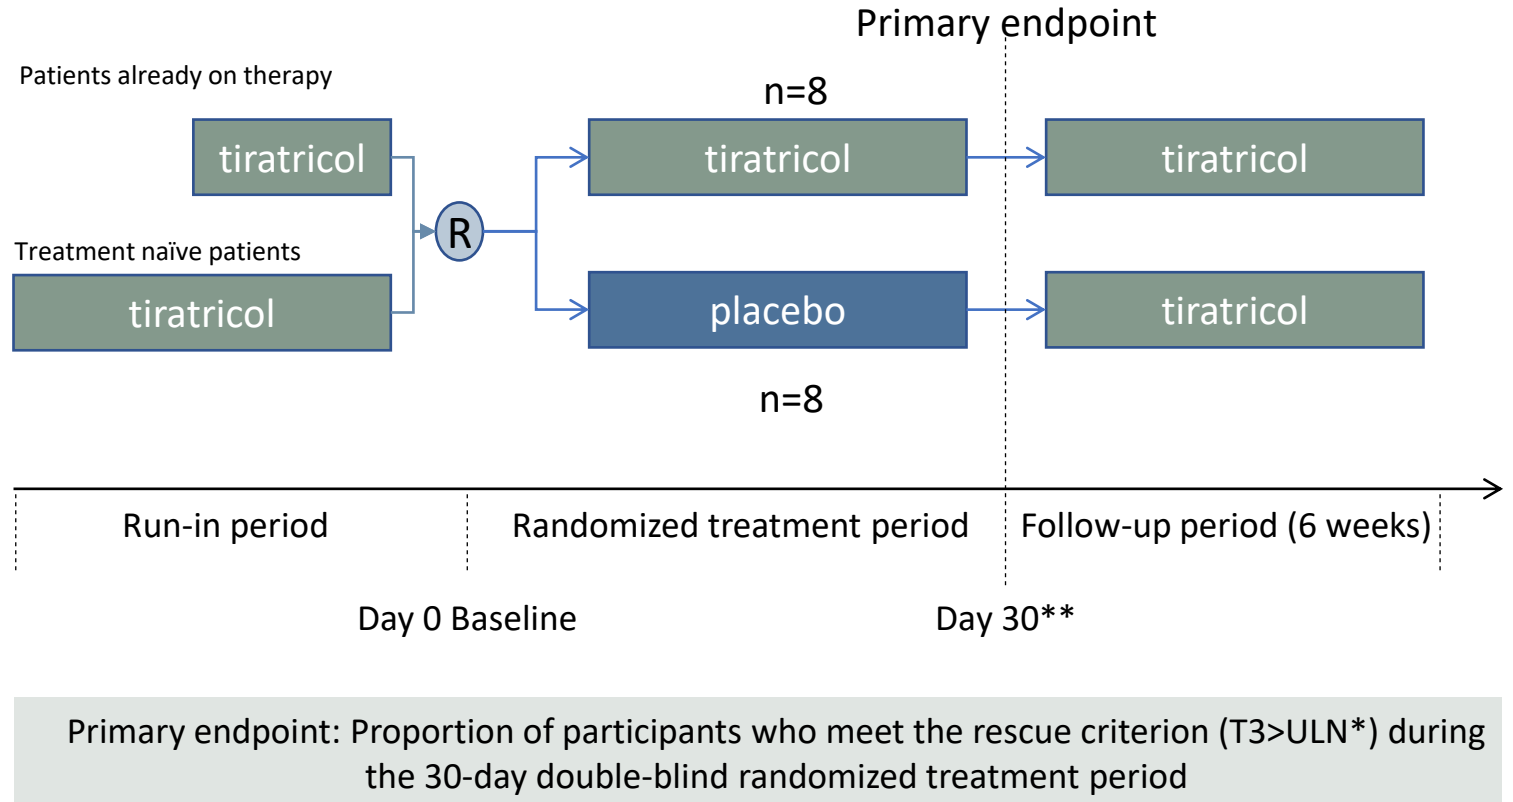 Primary endpoint
Patients already on therapy
n=8
tiratricol
tiratricol
tiratricol
R
Treatment naïve patients
tiratricol
placebo
tiratricol
n=8
Run-in period
Randomized treatment period
Follow-up period (6 weeks)
Day 0 Baseline
Day 30**
Primary endpoint: Proportion of participants who meet the rescue criterion (T3>ULN*) during
the 30-day double-blind randomized treatment period